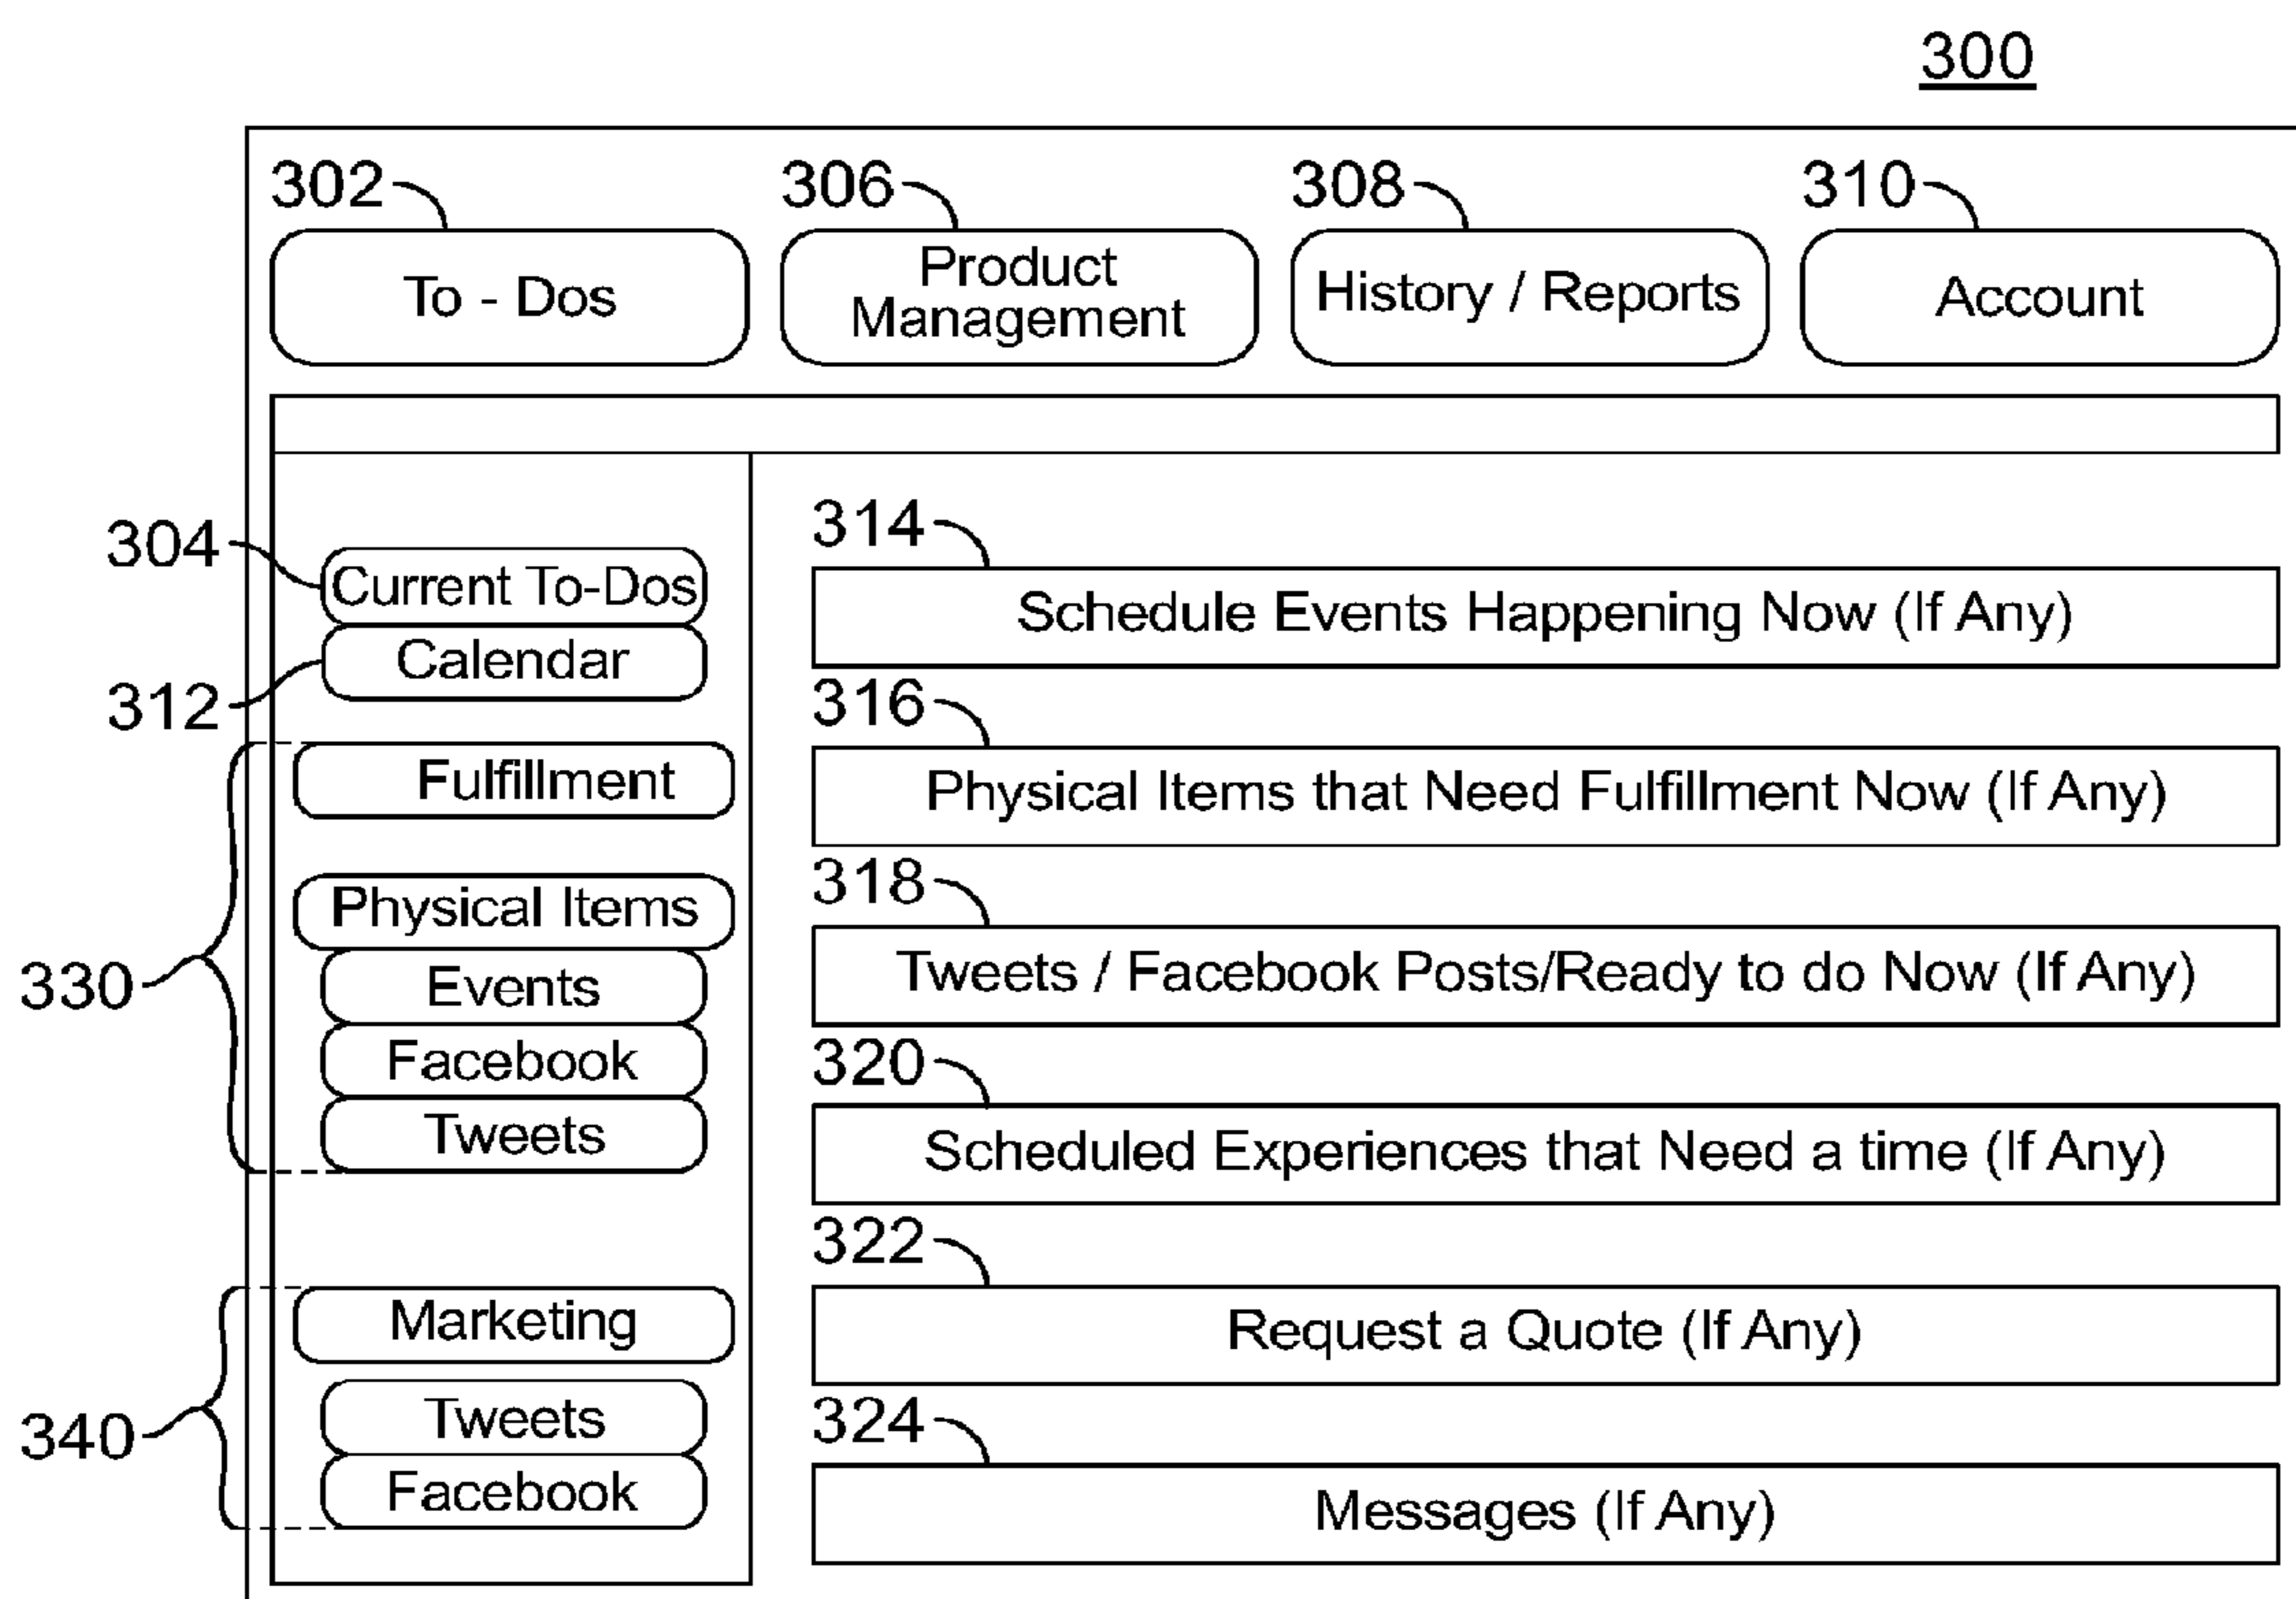 300
302
306
308
310
To - Dos
Product
Management
History / Reports
Account
304
Current To-Dos
312
Calendar
330
Fulfillment
Physical Items
Events
Facebook
Tweets
340
Marketing
Tweets
Facebook
314
Schedule Events Happening Now (If Any)
316
Physical Items that Need Fulfillment Now (If Any)
318
Tweets / Facebook Posts/Ready to do Now (If Any)
320
Scheduled Experiences that Need a time (If Any)
322
Request a Quote (If Any)
324
Messages (If Any)